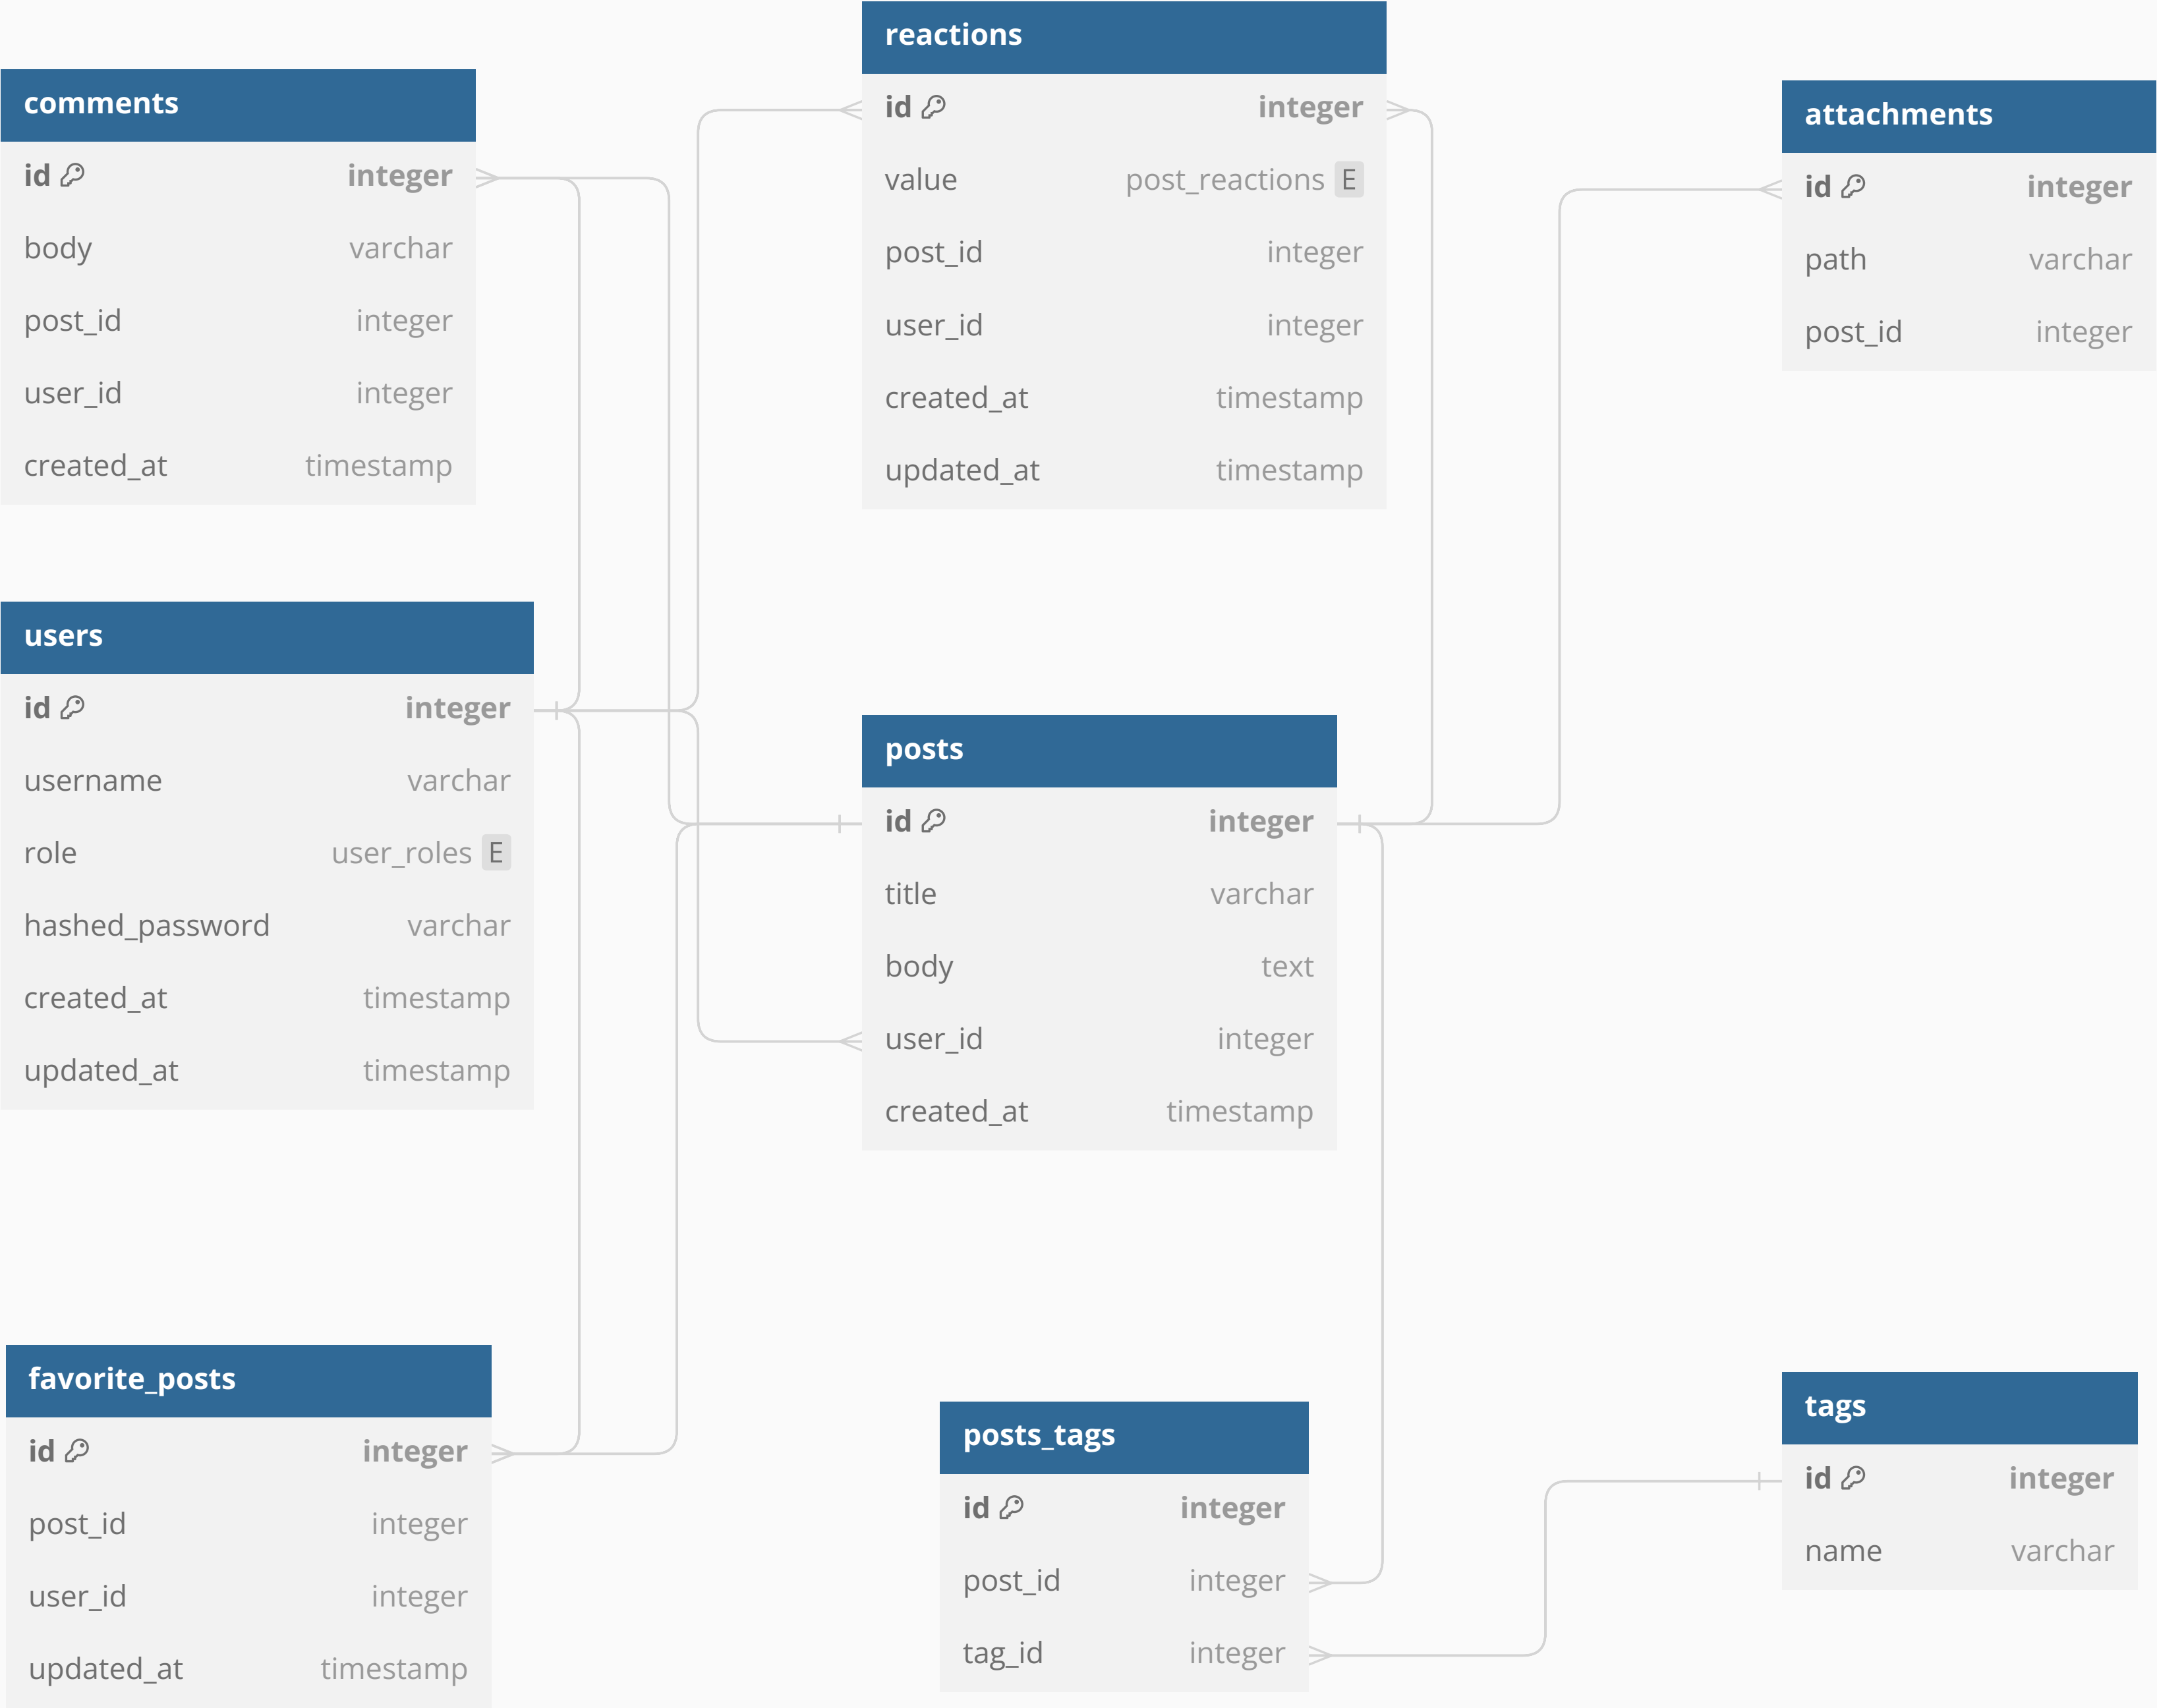 comments
id integer
body varchar
post_id integer
user_id integer
created_at timestamp
reactions
id integer
value post_reactions E
post_id integer
user_id integer
created_at timestamp
updated_at timestamp
attachments
id integer
path varchar
post_id integer
users
id integer
username varchar
role user_roles E
hashed_password varchar
created_at timestamp
updated_at timestamp
posts
id integer
title varchar
body text
user_id integer
created_at timestamp
favorite_posts
id integer
post_id integer
user_id integer
updated_at timestamp
posts_tags
id integer
post_id integer
tag_id integer
tags
id integer
name varchar